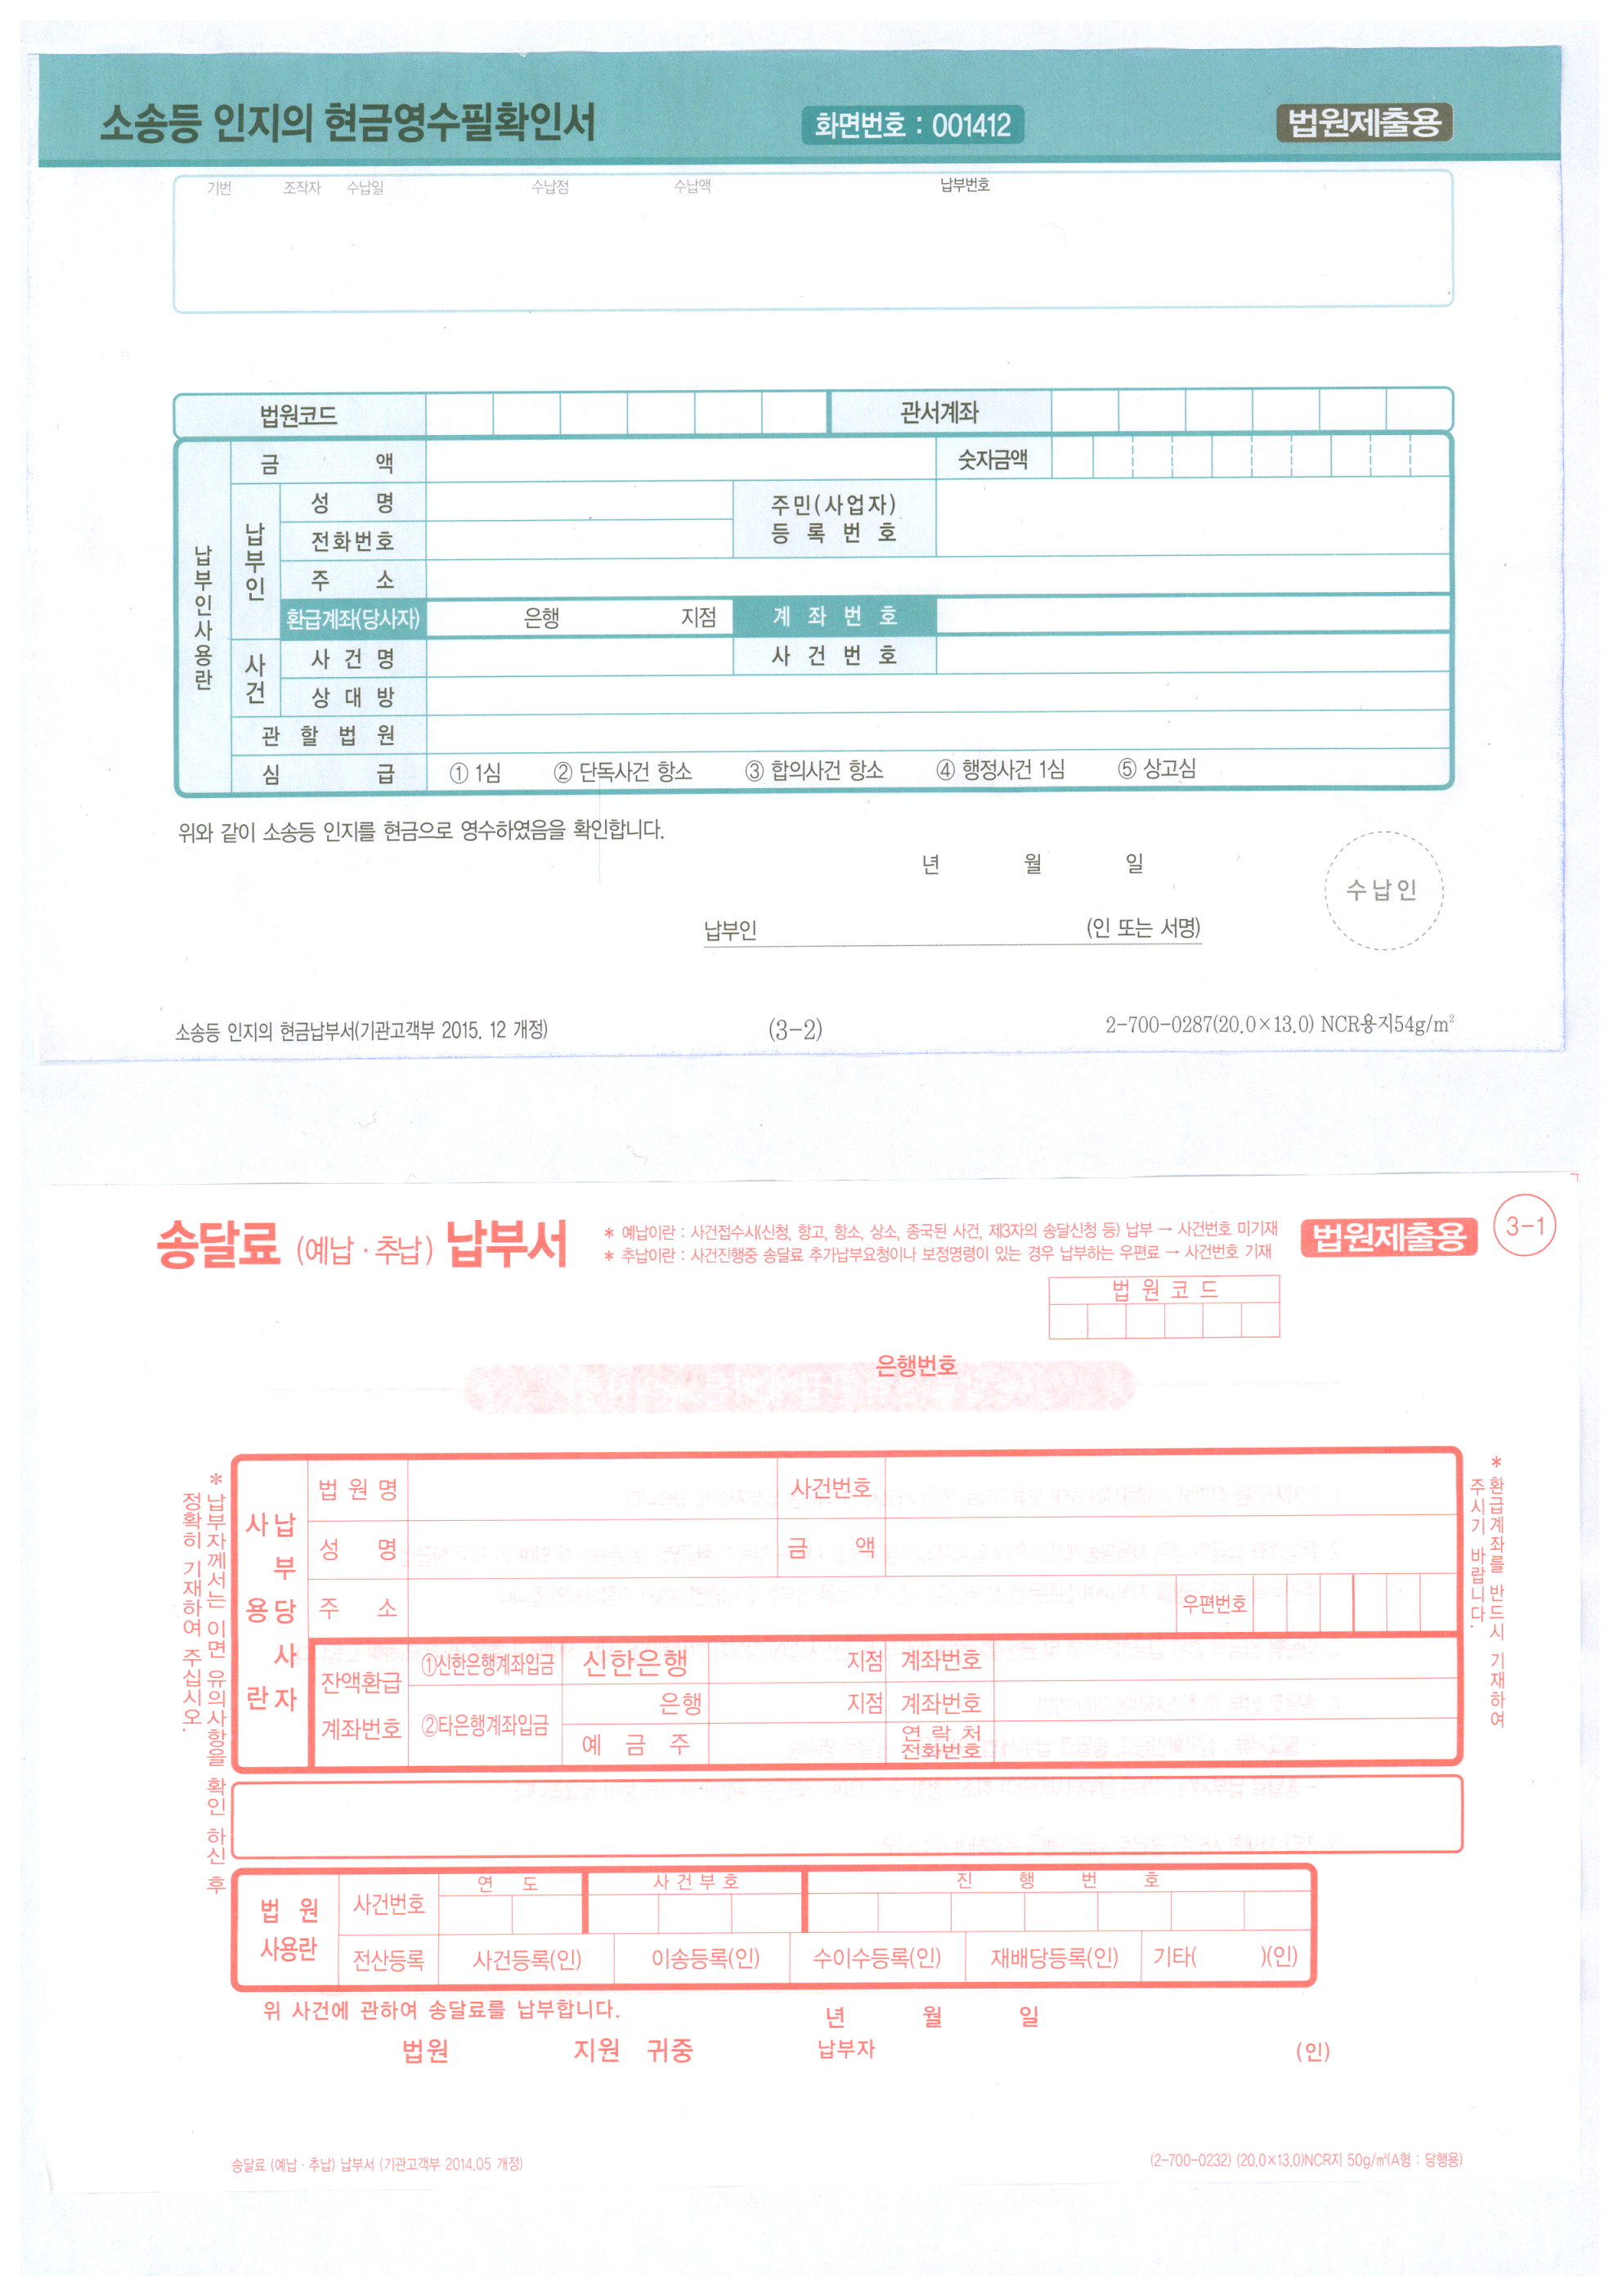 소송등 인지의 현금영수필확인서 화면번호 : 001412 법원제출용
기번 조작자 수납일 수납점 수납액 납부번호
법원코드 관서계좌
납부인사용란
금 액 숫자금액
납부인
성 명 주민(사업자) 등 록 번 호
전화번호
주 소
환급계좌(당사자) 은행 지점 계 좌 번 호
사건
사 건 명 사 건 번 호
상 대 방
관 할 법 원
심 급 ① 1심 ② 단독사건 항소 ③ 합의사건 항소 ④ 행정사건 1심 ⑤ 상고심
위와 같이 소송등 인지를 현금으로 영수하였음을 확인합니다.
년 월 일
수납인
납부인 (인 또는 서명)
소송등 인지의 현금납부서(기관고객부 2015. 12 개정) (3-2) 2-700-0287(20.0×13.0) NCR용지54g/m²
송달료 (예납 · 추납) 납부서
* 예납이란 : 사건접수시(신청, 항고, 항소, 상소, 종국된 사건, 제3자의 송달신청 등) 납부 → 사건번호 미기재
* 추납이란 : 사건진행중 송달료 추가납부요청이나 보정명령이 있는 경우 납부하는 우편료 → 사건번호 기재
법원제출용 3-1
법 원 코 드
은행번호
* 납부자께서는 이면 유의사항을 확인 하신 후
정확히 기재하여 주십시오.
납부당사자
사용란
법 원 명 사건번호
성 명 금 액
주 소 우편번호
잔액환급
계좌번호
①신한은행계좌입금 신한은행 지점 계좌번호
②타은행계좌입금 은행 지점 계좌번호
예 금 주 연 락 처
전화번호
* 환급계좌를 반드시 기재하여
주시기 바랍니다.
법 원
사용란
사건번호 연 도 사 건 부 호 진 행 번 호
전산등록 사건등록(인) 이송등록(인) 수이수등록(인) 재배당등록(인) 기타( )(인)
위 사건에 관하여 송달료를 납부합니다. 년 월 일
법원 지원 귀중 납부자 (인)
송달료 (예납 · 추납) 납부서 (기관고객부 2014.05 개정) (2-700-0232) (20.0×13.0)NCR지 50g/㎡(A형 : 당행용)